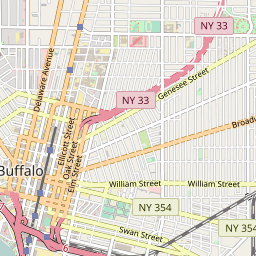 NY 33
Delaware Avenue
Genesee Street
NY 33
Broadw
Ellicott Street
Oak Street
Elm Street
Buffalo
William Street
William Street
NY 354
NY 354
Swan Street